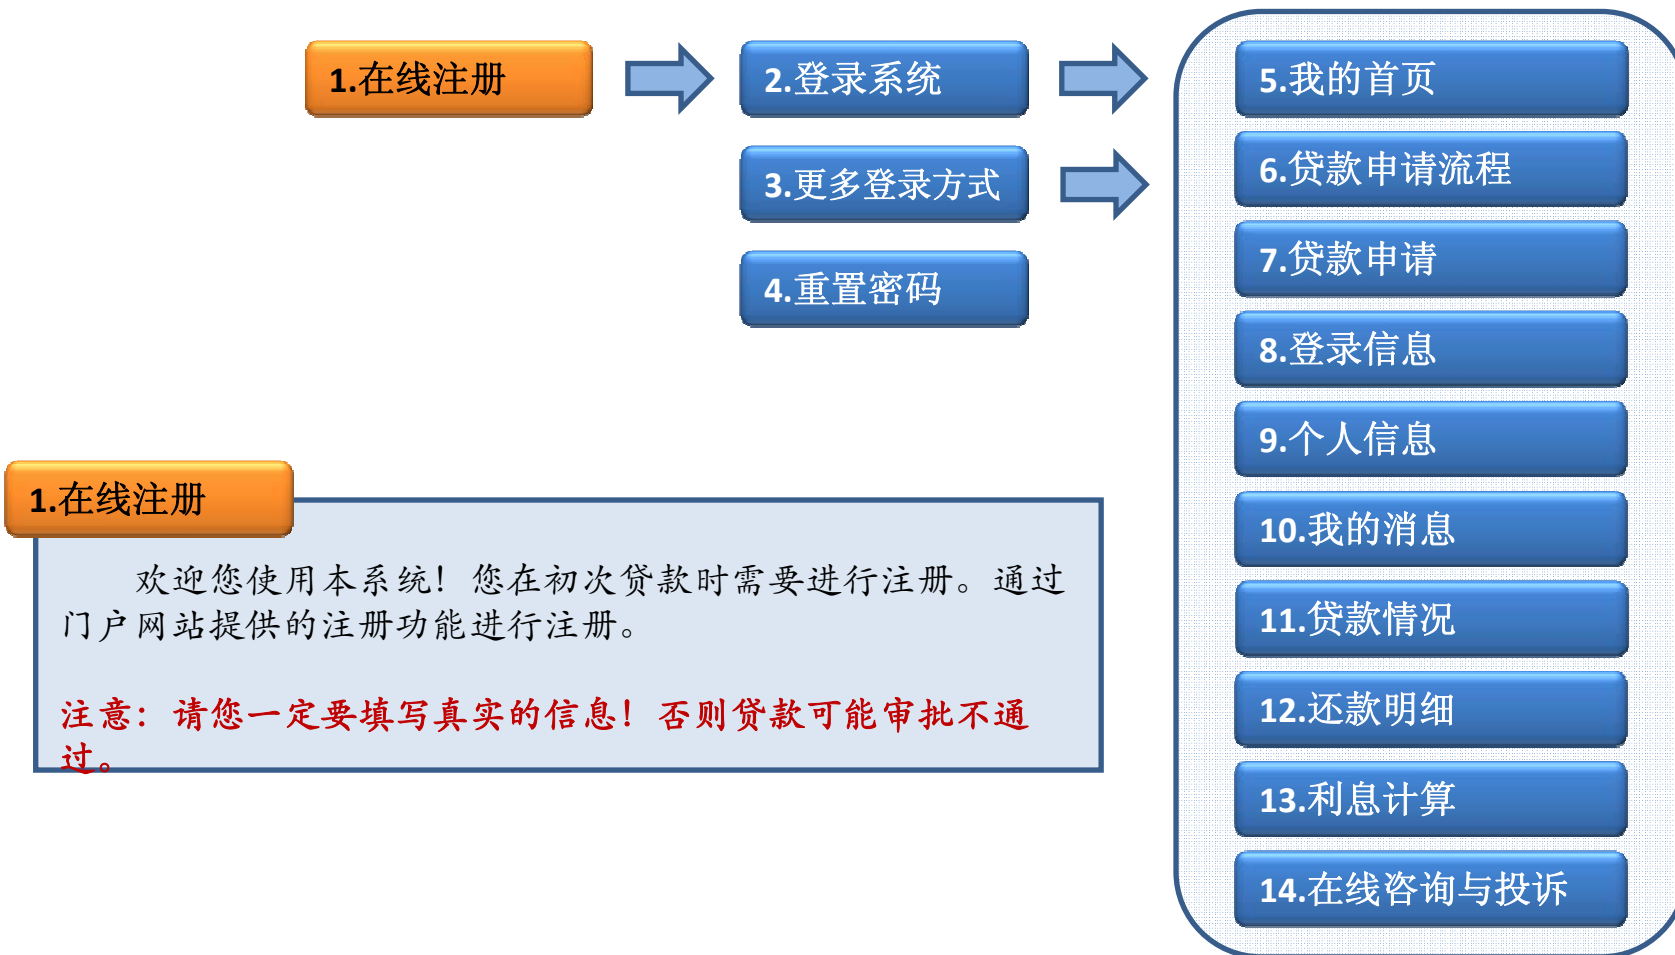 1.在线注册
2.登录系统
3.更多登录方式
4.重置密码
5.我的首页
6.贷款申请流程
7.贷款申请
8.登录信息
9.个人信息
10.我的消息
11.贷款情况
12.还款明细
13.利息计算
14.在线咨询与投诉
1.在线注册
欢迎您使用本系统！您在初次贷款时需要进行注册。通过
门户网站提供的注册功能进行注册。
注意：请您一定要填写真实的信息！否则贷款可能审批不通
过。